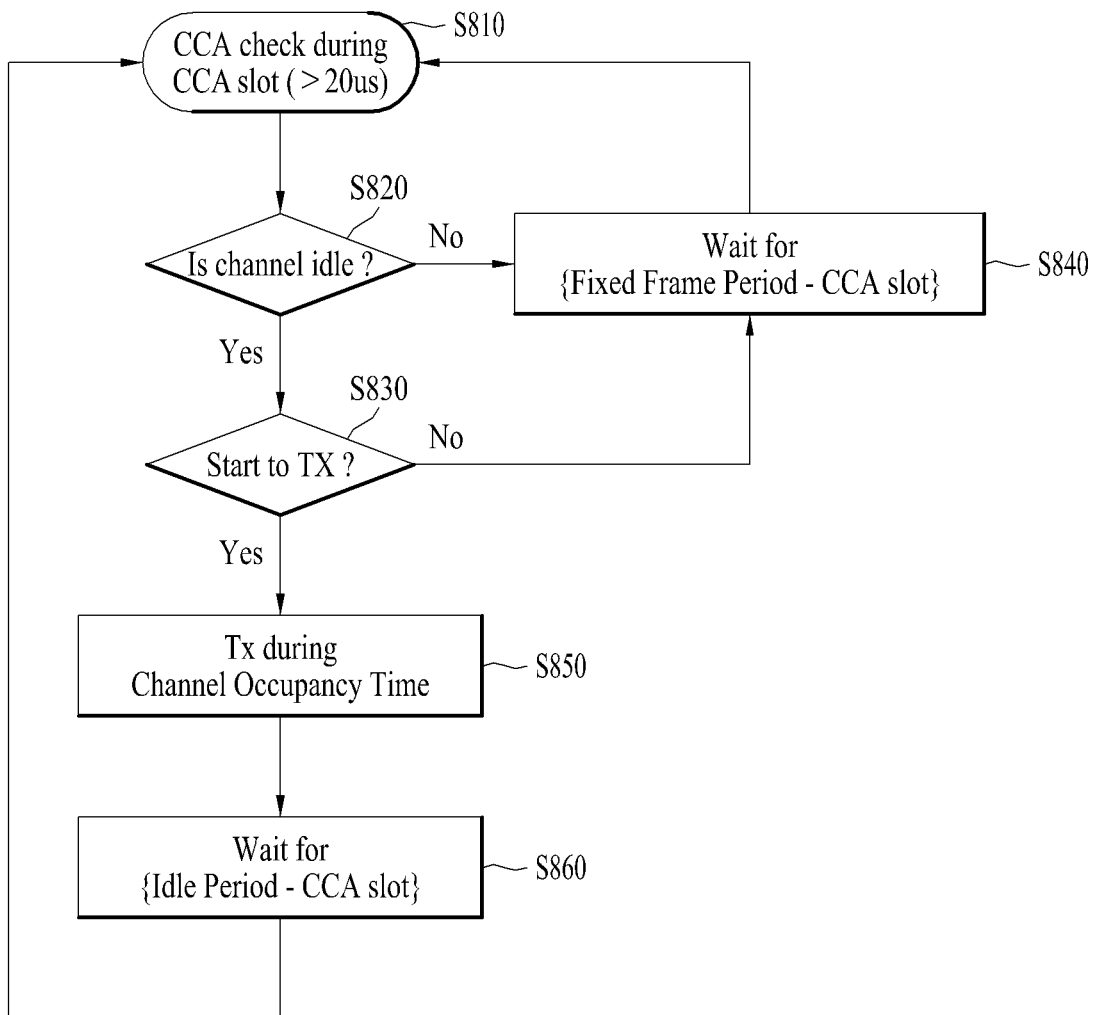 S810
CCA check during
CCA slot ( > 20us)
S820
Is channel idle ?
No
Wait for
{Fixed Frame Period - CCA slot}
S840
Yes
S830
Start to TX ?
No
Yes
Tx during
Channel Occupancy Time
S850
Wait for
{Idle Period - CCA slot}
S860